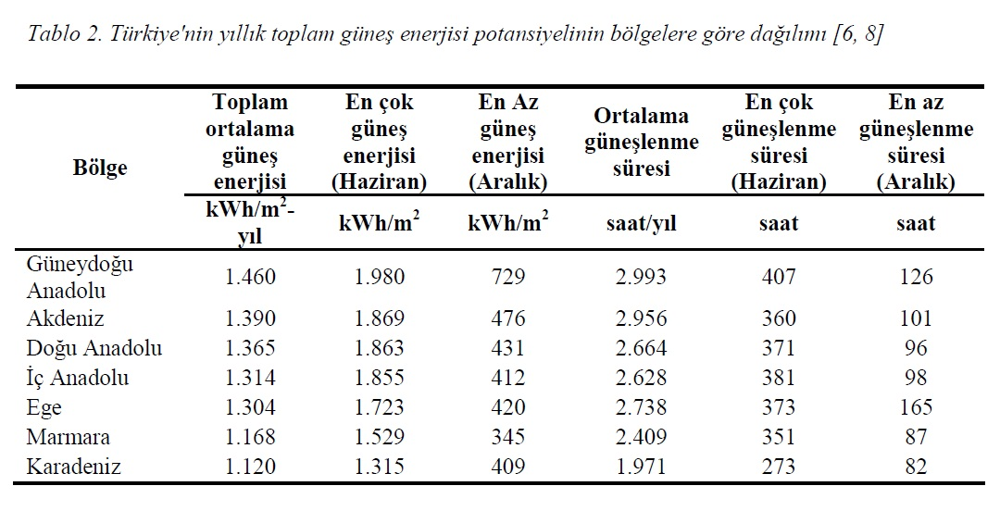 Tablo 2. Türkiye'nin yıllık toplam güneş enerjisi potansiyelinin bölgelere göre dağılımı [6, 8]
Bölge
Toplam ortalama güneş enerjisi
En çok güneş enerjisi (Haziran)
En Az güneş enerjisi (Aralık)
Ortalama güneşlenme süresi
En çok güneşlenme süresi (Haziran)
En az güneşlenme süresi (Aralık)
kWh/m²-yıl kWh/m² kWh/m² saat/yıl saat saat
Güneydoğu Anadolu 1.460 1.980 729 2.993 407 126
Akdeniz 1.390 1.869 476 2.956 360 101
Doğu Anadolu 1.365 1.863 431 2.664 371 96
İç Anadolu 1.314 1.855 412 2.628 381 98
Ege 1.304 1.723 420 2.738 373 165
Marmara 1.168 1.529 345 2.409 351 87
Karadeniz 1.120 1.315 409 1.971 273 82